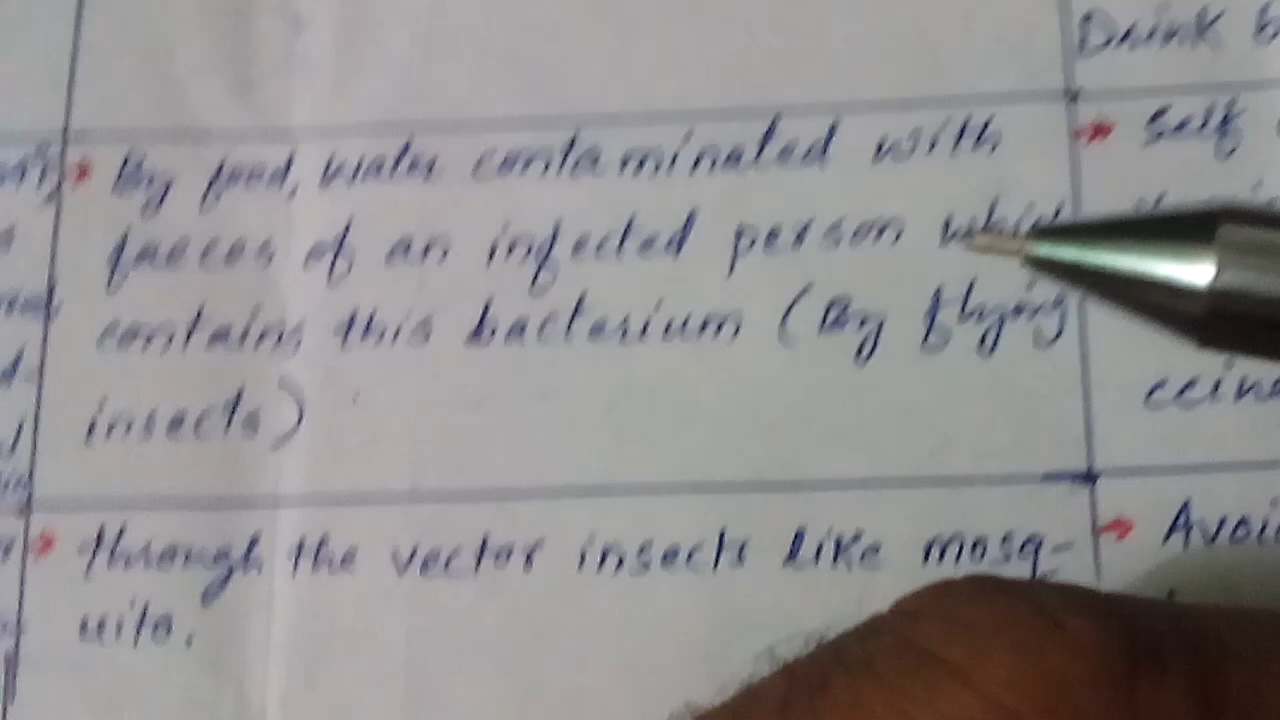 Drink
→ By food, water contaminated with
faeces of an infected person which
contains this bacterium (By flying
insects)
→ through the vector insects like mosq-
uito.
→ Self
ccine
→ Avoi